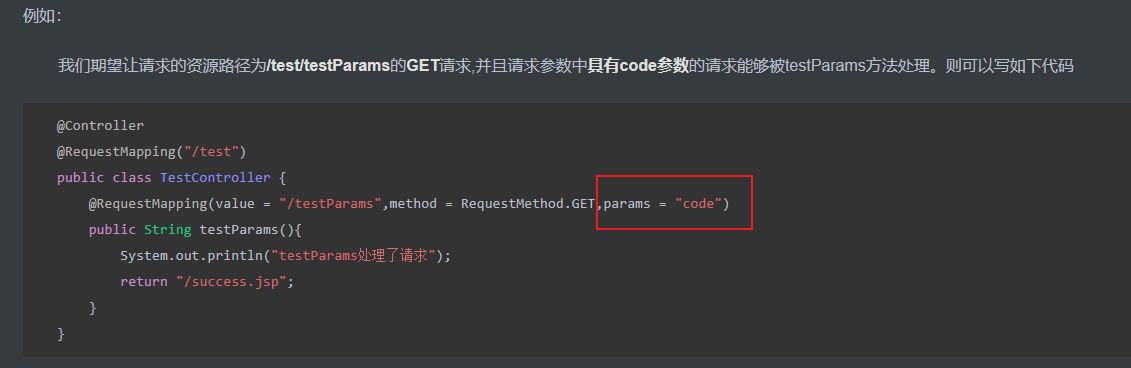 例如：
我们期望让请求的资源路径为/test/testParams的GET请求,并且请求参数中具有code参数的请求能够被testParams方法处理。则可以写如下代码
@Controller
@RequestMapping("/test")
public class TestController {
@RequestMapping(value = "/testParams",method = RequestMethod.GET,params = "code")
public String testParams(){
System.out.println("testParams处理了请求");
return "/success.jsp";
}
}